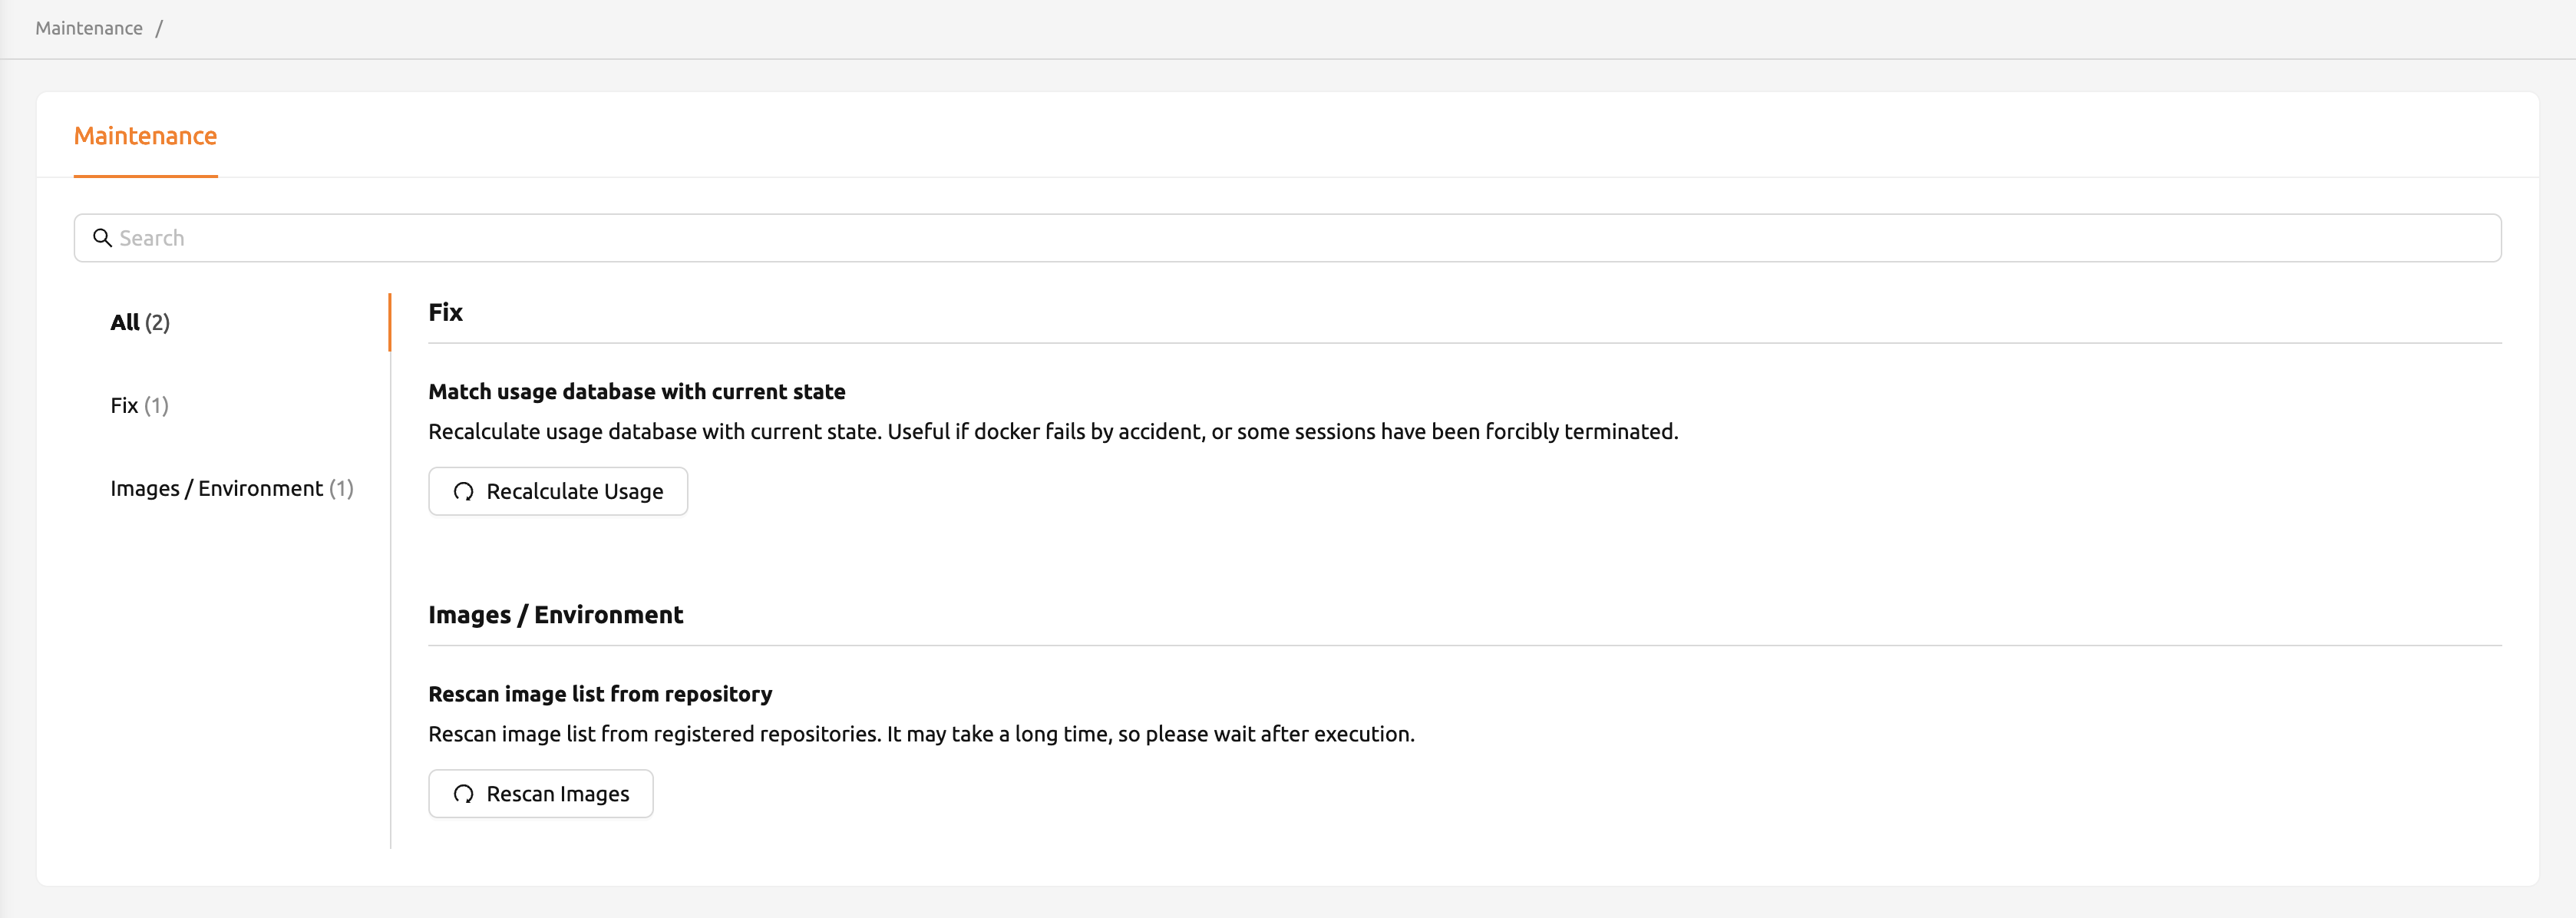 Maintenance /
Maintenance
Search
All (2)
Fix (1)
Images / Environment (1)
Fix
Match usage database with current state
Recalculate usage database with current state. Useful if docker fails by accident, or some sessions have been forcibly terminated.
Recalculate Usage
Images / Environment
Rescan image list from repository
Rescan image list from registered repositories. It may take a long time, so please wait after execution.
Rescan Images